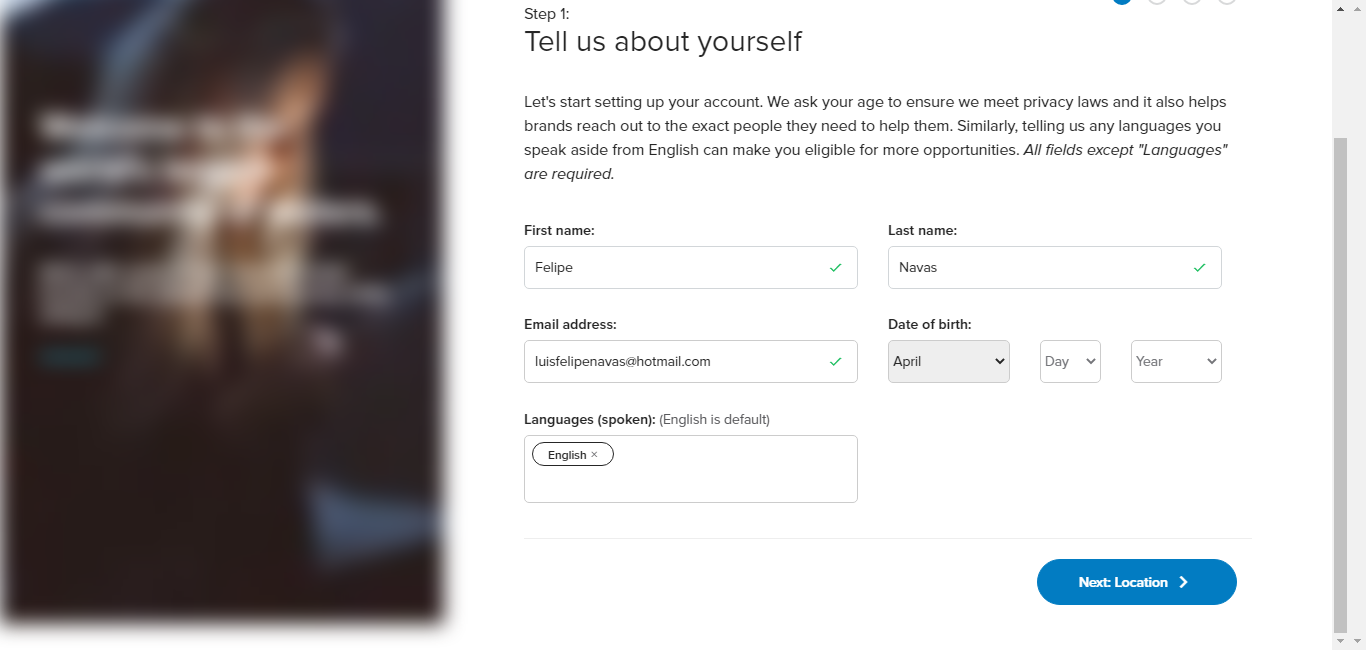 Step 1:
Tell us about yourself
Let's start setting up your account. We ask your age to ensure we meet privacy laws and it also helps
brands reach out to the exact people they need to help them. Similarly, telling us any languages you
speak aside from English can make you eligible for more opportunities. All fields except "Languages"
are required.
First name:
Last name:
Felipe
Navas
Email address:
Date of birth:
luisfelipenavas@hotmail.com
April
Day
Year
Languages (spoken): (English is default)
English ×
Next: Location